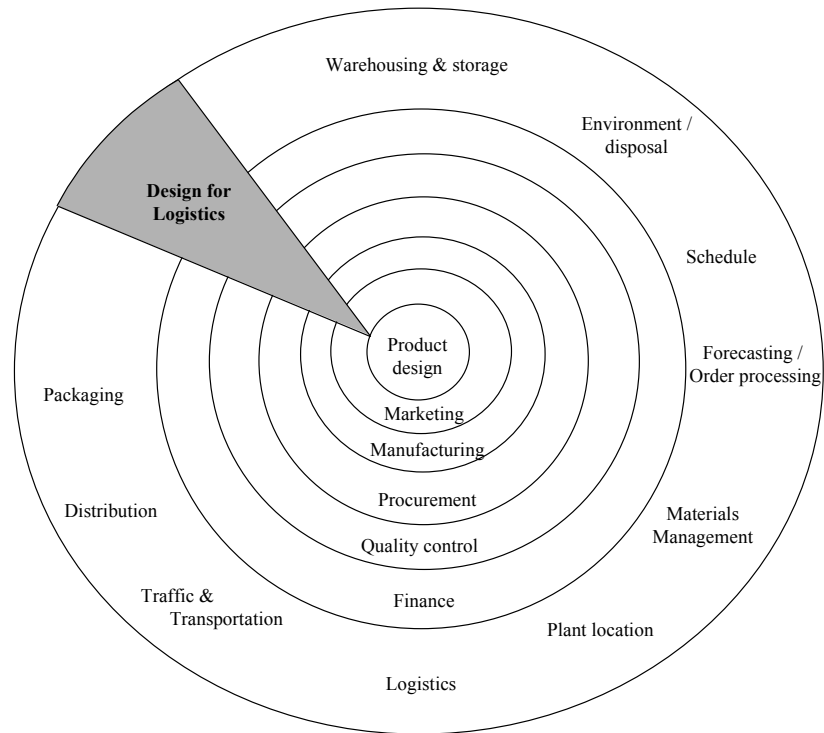 Warehousing & storage
Environment /
disposal
Design for
Logistics
Schedule
Product
design
Forecasting /
Order processing
Packaging
Marketing
Manufacturing
Procurement
Distribution
Materials
Management
Quality control
Traffic &
Transportation
Finance
Plant location
Logistics